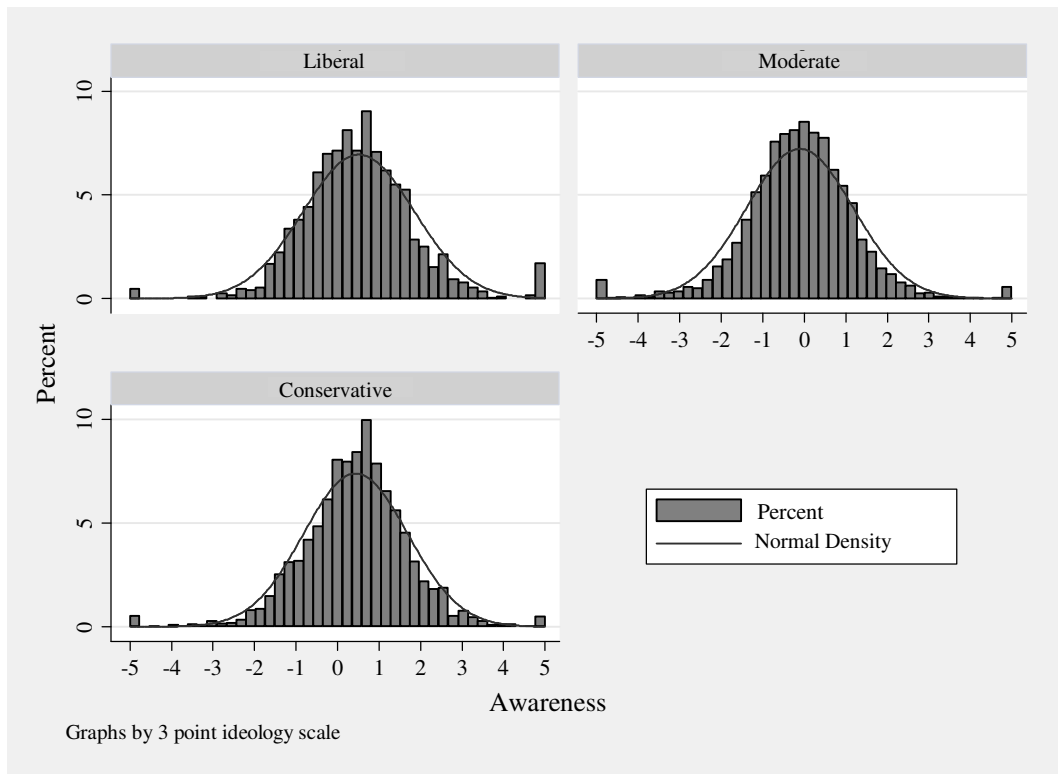 Liberal
Moderate
10
5
0
-5 -4 -3 -2 -1 0 1 2 3 4 5
Percent
Conservative
10
5
0
-5 -4 -3 -2 -1 0 1 2 3 4 5
Percent
Normal Density
Awareness
Graphs by 3 point ideology scale